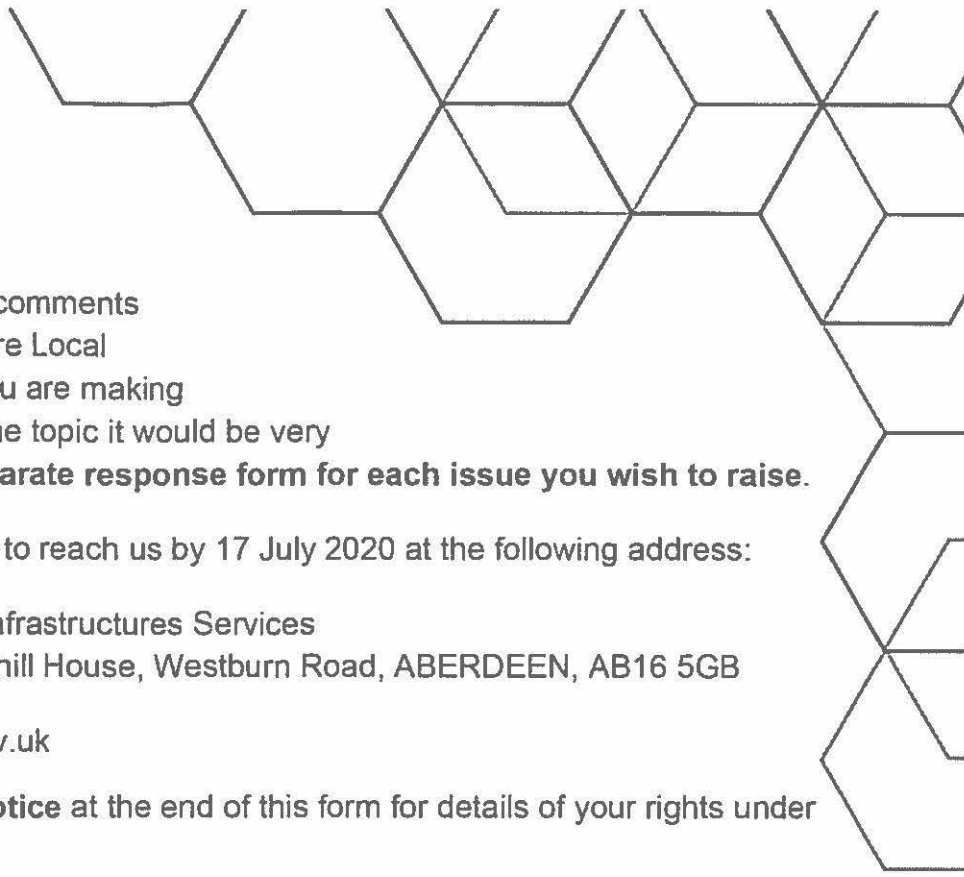 comments
re Local
u are making
ne topic it would be very
arate response form for each issue you wish to raise.
to reach us by 17 July 2020 at the following address:
nfrastructures Services
hill House, Westburn Road, ABERDEEN, AB16 5GB
v.uk
otice at the end of this form for details of your rights under